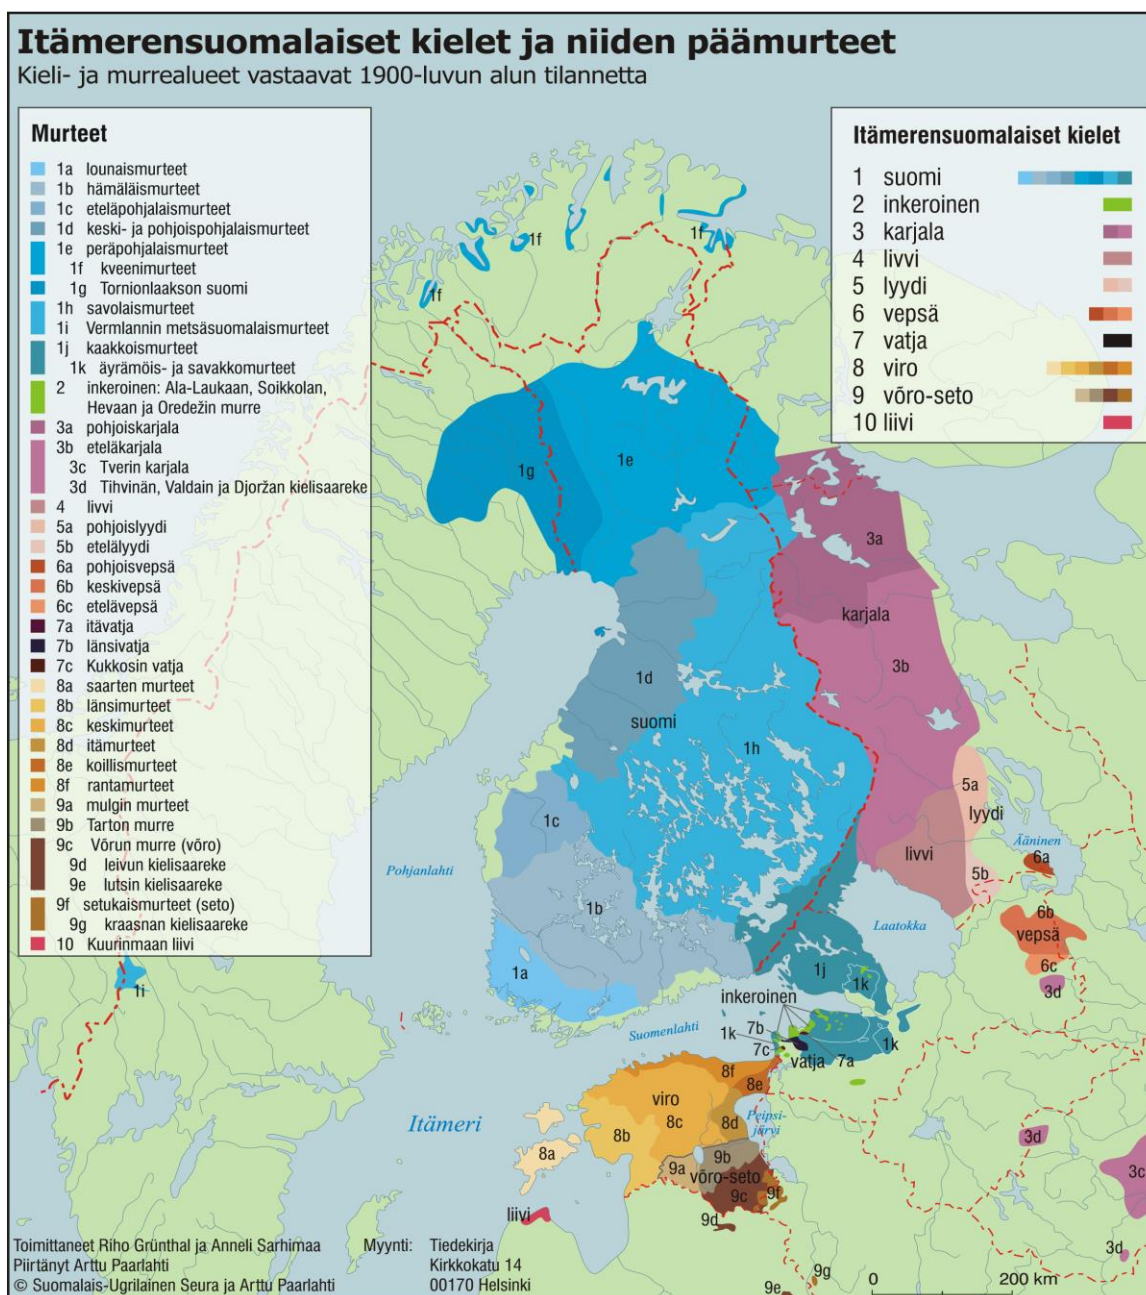 Itämerensuomalaiset kielet ja niiden päämurteet
Kieli- ja murrealueet vastaavat 1900-luvun alun tilannetta
Murteet
1a lounaismurteet
1b hämäläismurteet
1c eteläpohjalaismurteet
1d keski- ja pohjoispohjalaismurteet
1e peräpohjalaismurteet
1f kveenimurteet
1g Tornionlaakson suomi
1h savolaismurteet
1i Vermlannin metsäsuomalaismurteet
1j kaakkoismurteet
1k äyrämöis- ja savakkomurteet
2 inkeroinen: Ala-Laukaan, Soikkolan,
Hevaan ja Oredežin murre
3a pohjoiskarjala
3b eteläkarjala
3c Tverin karjala
3d Tihvinän, Valdain ja Djoržan kielisaareke
4 livvi
5a pohjoislyydi
5b etelälyydi
6a pohjoisvepsä
6b keskivepsä
6c etelävepsä
7a itävatja
7b länsivatja
7c Kukkosin vatja
8a saarten murteet
8b länsimurteet
8c keskimurteet
8d itämurteet
8e koillismurteet
8f rantamurteet
9a mulgin murteet
9b Tarton murre
9c Võrun murre (võro)
9d leivun kielisaareke
9e lutsin kielisaareke
9f setukaismurteet (seto)
9g kraasnan kielisaareke
10 Kuurinmaan liivi
Itämerensuomalaiset kielet
1 suomi
2 inkeroinen
3 karjala
4 livvi
5 lyydi
6 vepsä
7 vatja
8 viro
9 võro-seto
10 liivi
1f
1f
1f
1g
1e
3a
karjala
3b
1d
suomi
1h
1c
5a
lyydi
livvi
5b
Ääninen
6a
Pohjanlahti
1b
6b
vepsä
6c
3d
Laatokka
1a
1j
1k
1i
inkeroinen
Suomenlahti
1k
7b
7c
vatja
7a
1k
8f
8e
viro
8c
8d
Peipsi-
järvi
8b
Itämeri
8a
9a
9b
võro-seto
9c
9f
9d
liivi
3d
3c
3d
9g
9e
Toimittaneet Riho Grünthal ja Anneli Sarhimaa
Piirtänyt Arttu Paarlahti
© Suomalais-Ugrilainen Seura ja Arttu Paarlahti
Myynti: Tiedekirja
Kirkkokatu 14
00170 Helsinki
0 200 km